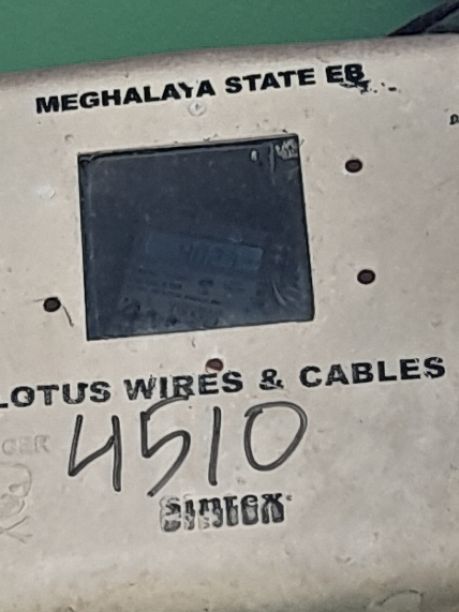 MEGHALAYA STATE EB
LOTUS WIRES & CABLES
4510
sintex